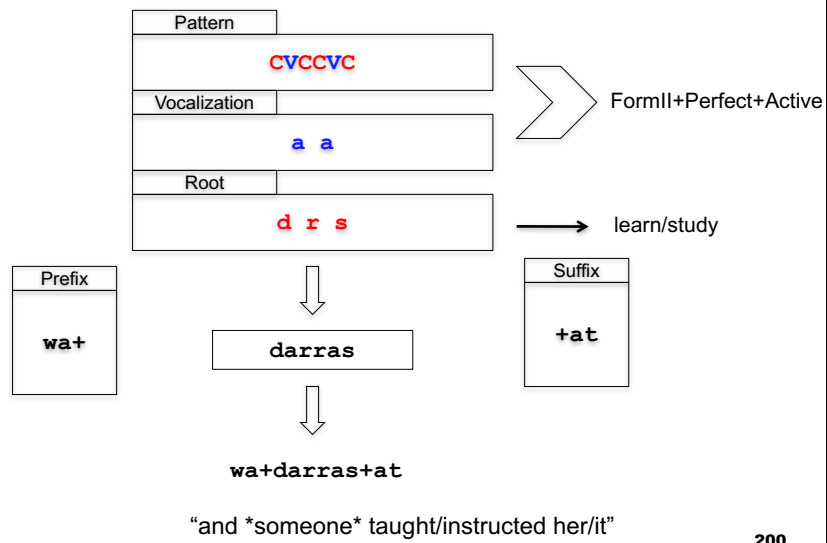 Pattern
CVCCVC
Vocalization
FormII+Perfect+Active
a a
Root
d r s
learn/study
Prefix
Suffix
wa+
darras
+at
wa+darras+at
“and *someone* taught/instructed her/it”
200